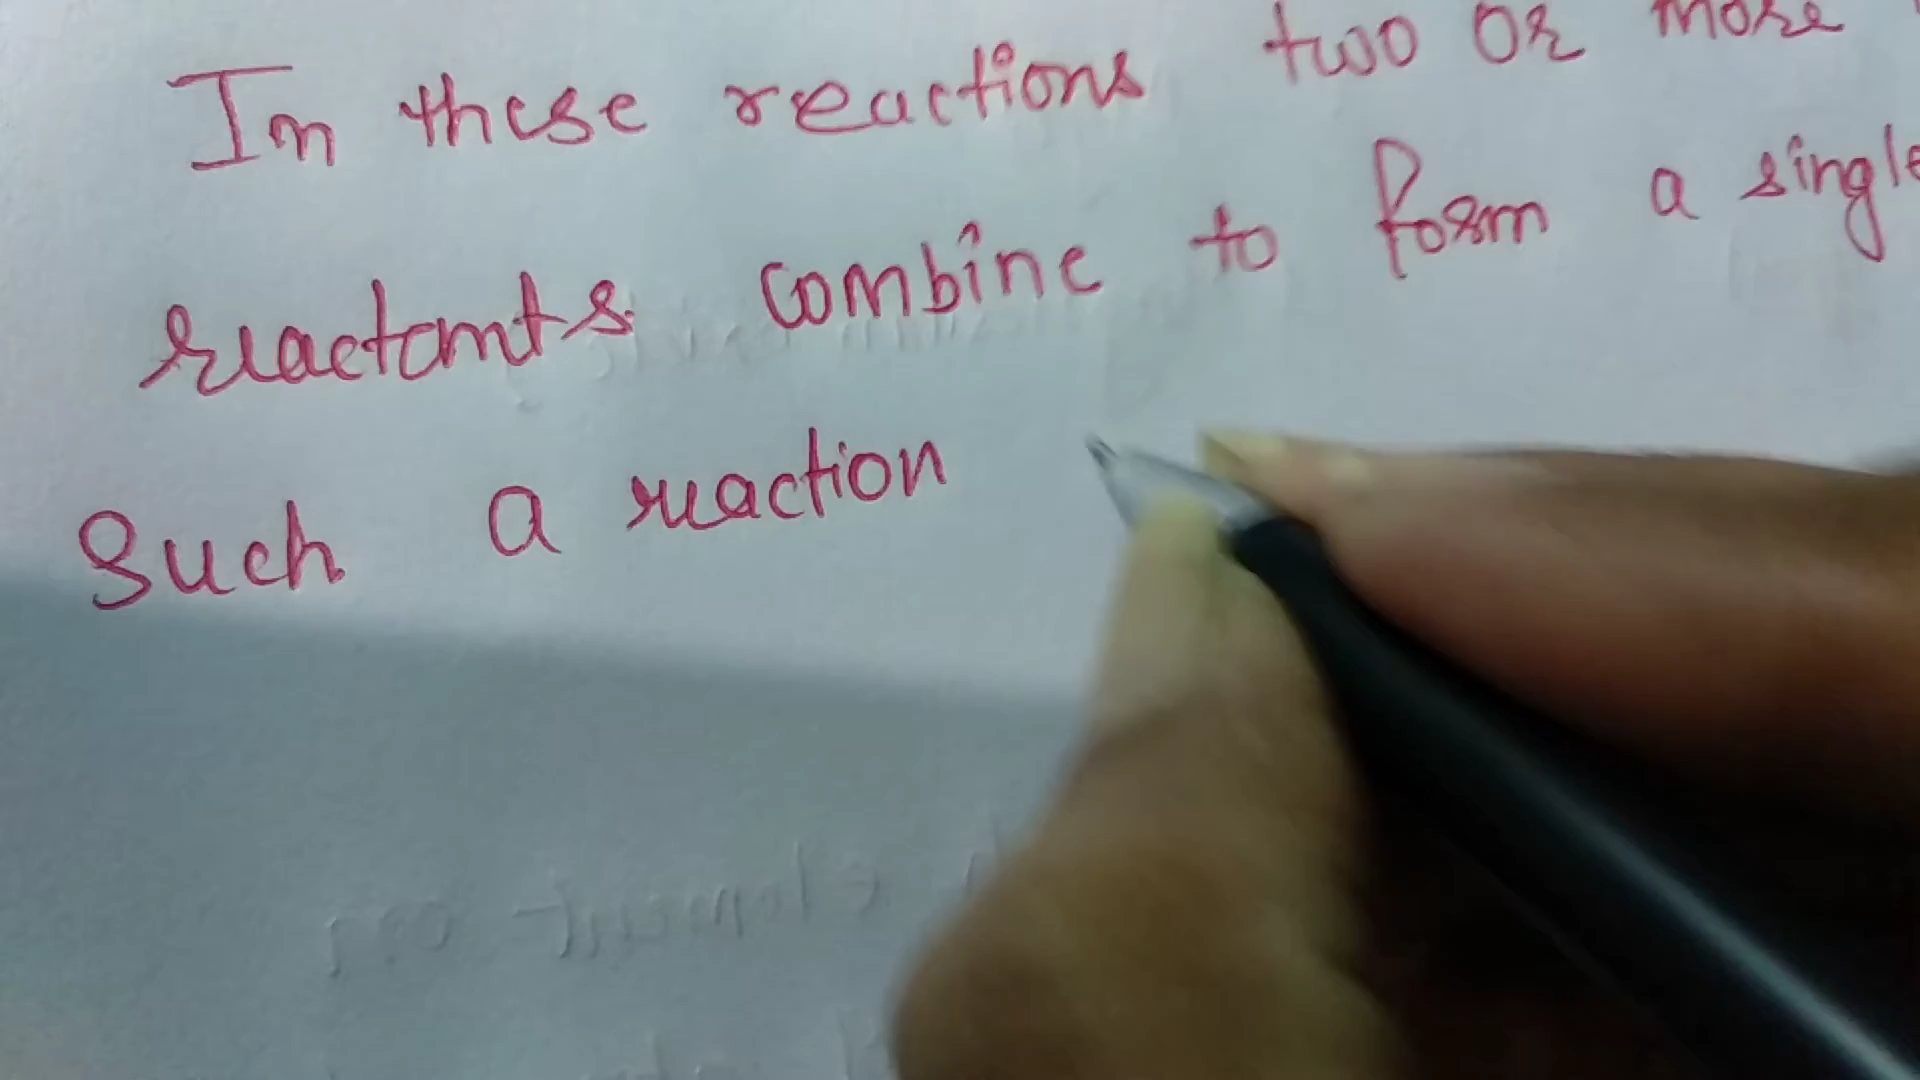 In these reactions two or more
reactants combine to form a single
Such a reaction